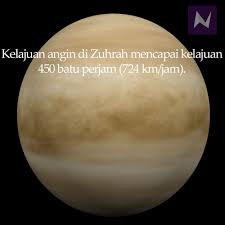 Kelajuan angin di Zuhrah mencapai kelajuan
450 batu perjam (724 km/jam).